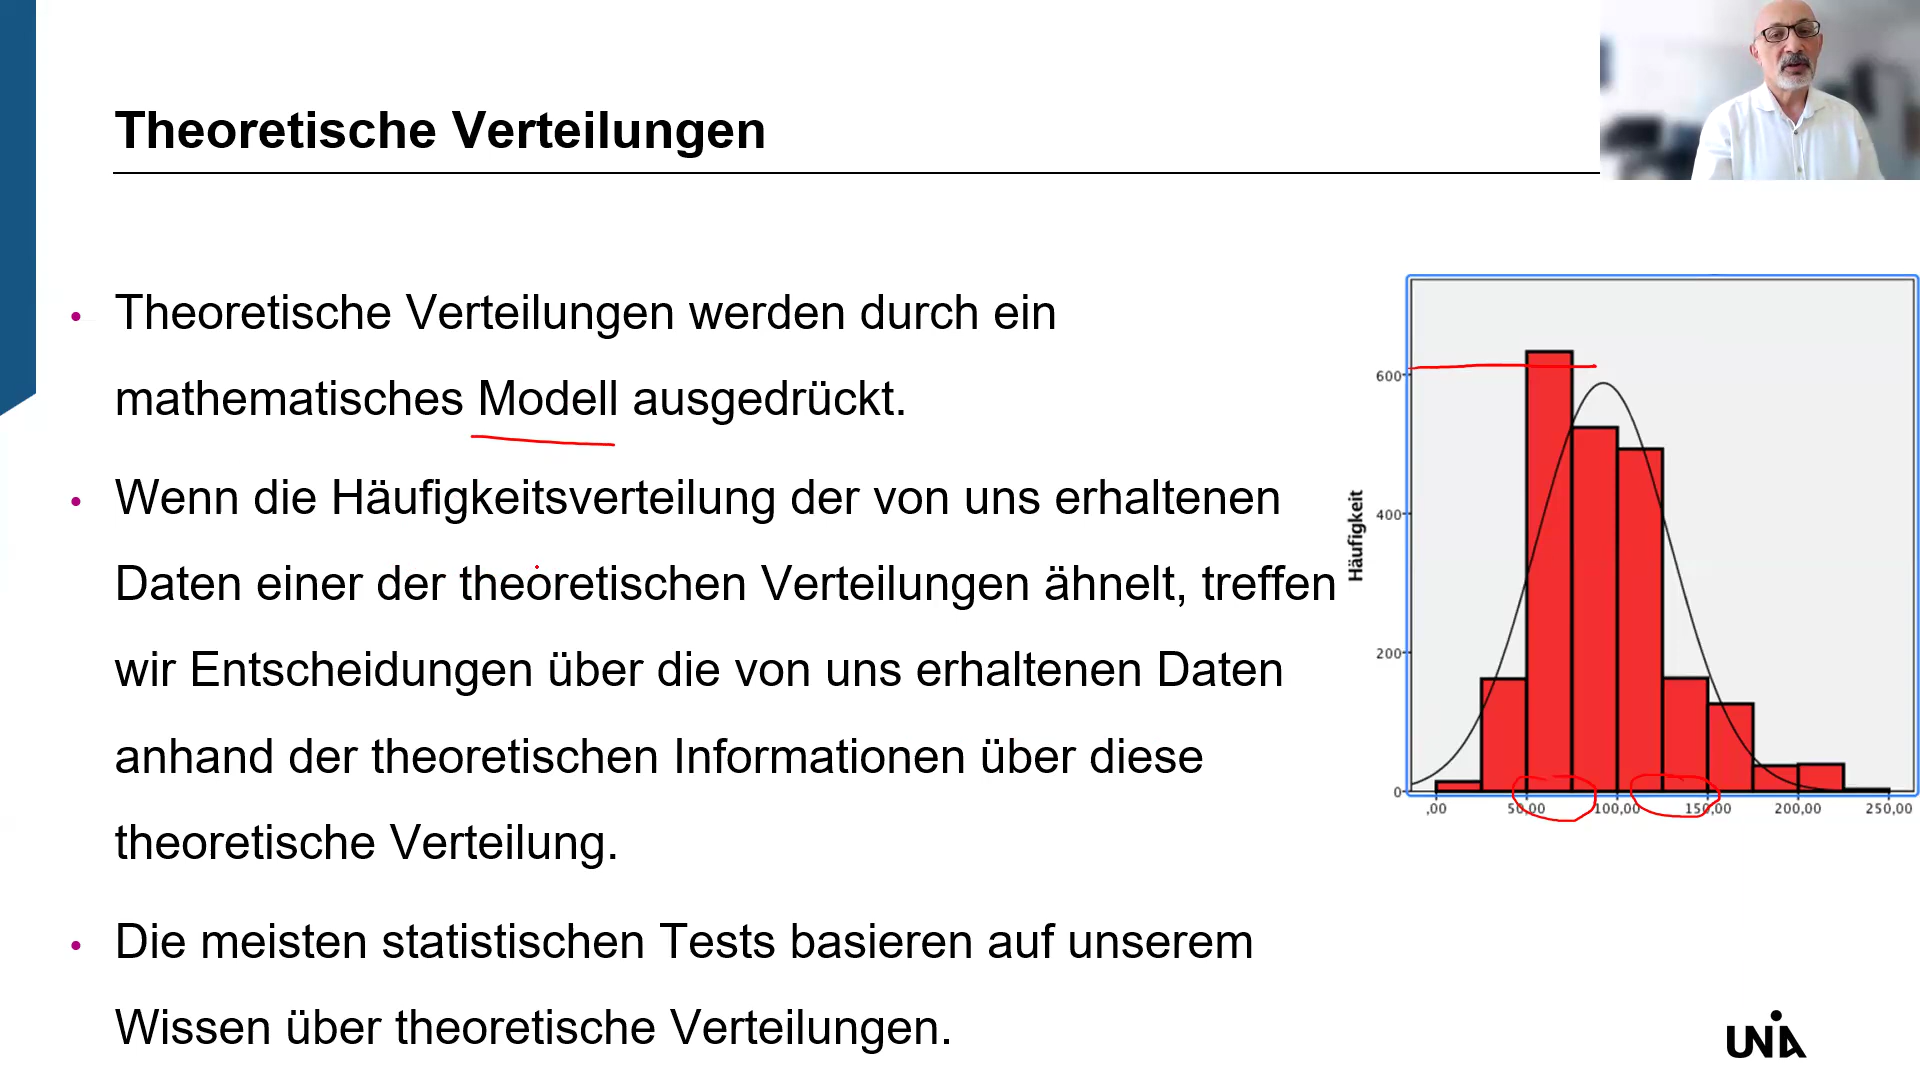 Theoretische Verteilungen
• Theoretische Verteilungen werden durch ein
mathematisches Modell ausgedrückt.
• Wenn die Häufigkeitsverteilung der von uns erhaltenen
Daten einer der theoretischen Verteilungen ähnelt, treffen
wir Entscheidungen über die von uns erhaltenen Daten
anhand der theoretischen Informationen über diese
theoretische Verteilung.
• Die meisten statistischen Tests basieren auf unserem
Wissen über theoretische Verteilungen.
Häufigkeit
600
400
200
0
,00 50,00 100,00 150,00 200,00 250,00
UNIA